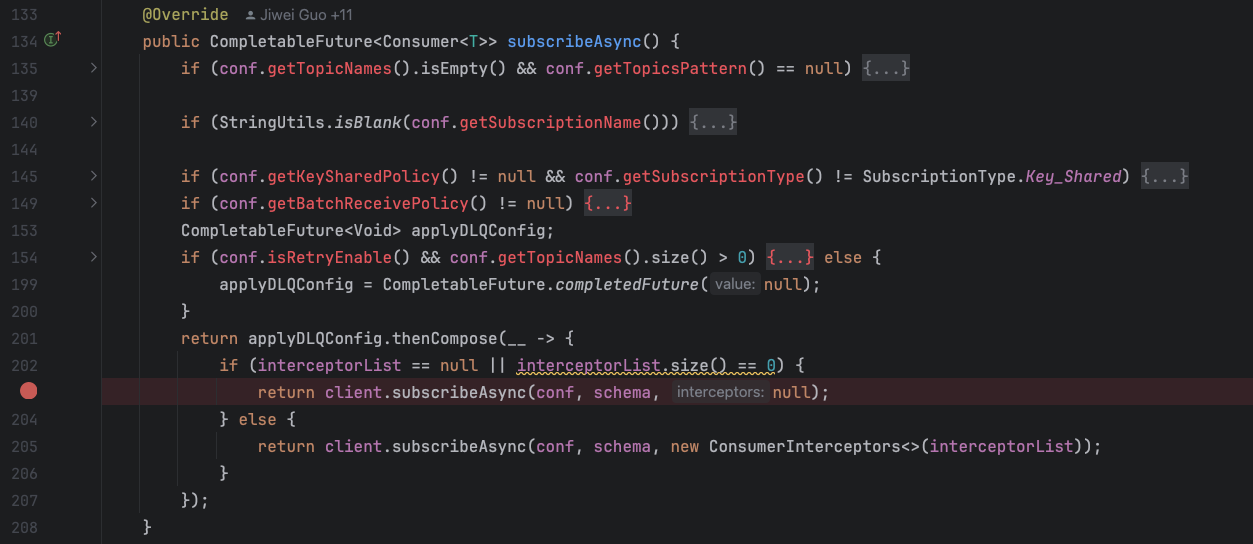 133 @Override Jiwei Guo +11
134 public CompletableFuture<Consumer<T>> subscribeAsync() {
135 if (conf.getTopicNames().isEmpty() && conf.getTopicsPattern() == null) {...}
139
140 if (StringUtils.isBlank(conf.getSubscriptionName())) {...}
144
145 if (conf.getKeySharedPolicy() != null && conf.getSubscriptionType() != SubscriptionType.Key_Shared) {...}
149 if (conf.getBatchReceivePolicy() != null) {...}
153 CompletableFuture<Void> applyDLQConfig;
154 if (conf.isRetryEnable() && conf.getTopicNames().size() > 0) {...} else {
199 applyDLQConfig = CompletableFuture.completedFuture( value: null);
200 }
201 return applyDLQConfig.thenCompose(__ -> {
202 if (interceptorList == null || interceptorList.size() == 0) {
return client.subscribeAsync(conf, schema, interceptors: null);
204 } else {
205 return client.subscribeAsync(conf, schema, new ConsumerInterceptors<>(interceptorList));
206 }
207 });
208 }